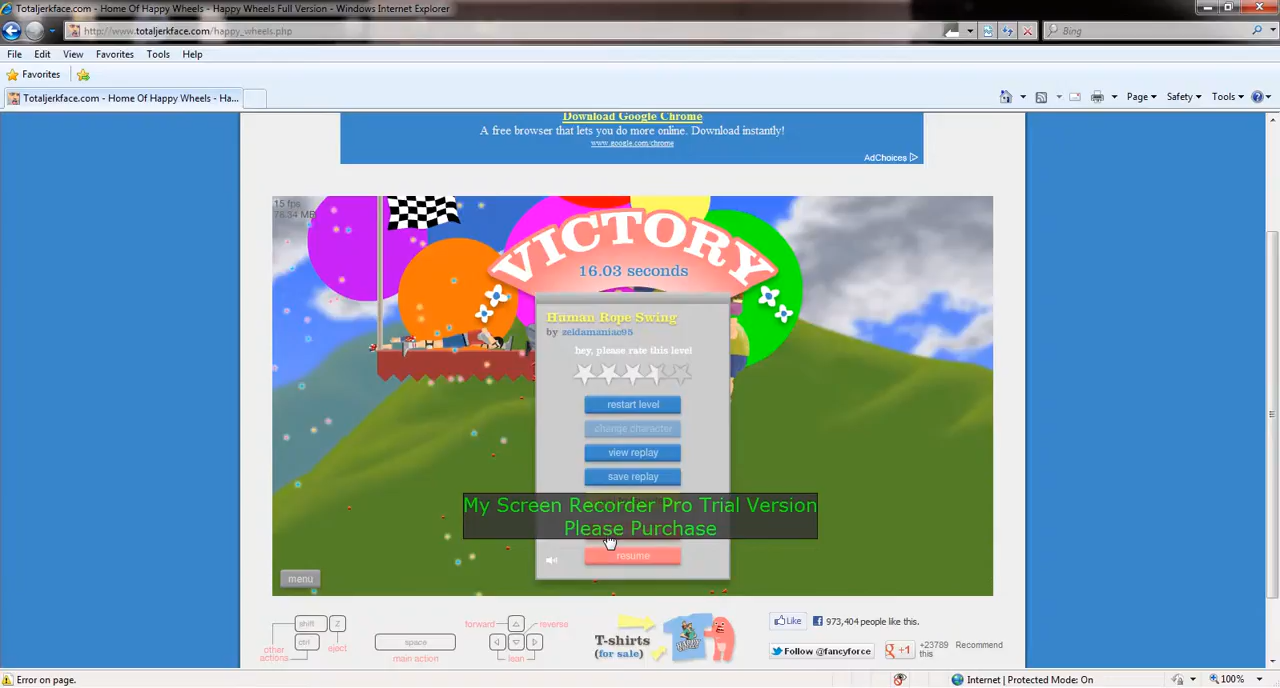 Totaljerkface.com - Home Of Happy Wheels - Happy Wheels Full Version - Windows Internet Explorer
http://www.totaljerkface.com/happy_wheels.php
Bing
File Edit View Favorites Tools Help
Favorites
Totaljerkface.com - Home Of Happy Wheels - Ha...
Page Safety Tools
Download Google Chrome
A free browser that lets you do more online. Download instantly!
www.google.com/chrome
AdChoices
15 fps
76.34 MB
VICTORY
16.03 seconds
Human Rope Swing
by zeldamaniac95
hey, please rate this level
restart level
change character
view replay
save replay
My Screen Recorder Pro Trial Version
Please Purchase
resume
menu
shift Z
ctrl
eject
other
actions
space
main action
forward reverse
lean
T-shirts
(for sale)
Like 973,404 people like this.
Follow @fancyforce
+1 +23789 Recommend
this
Error on page.
Internet | Protected Mode: On
100%